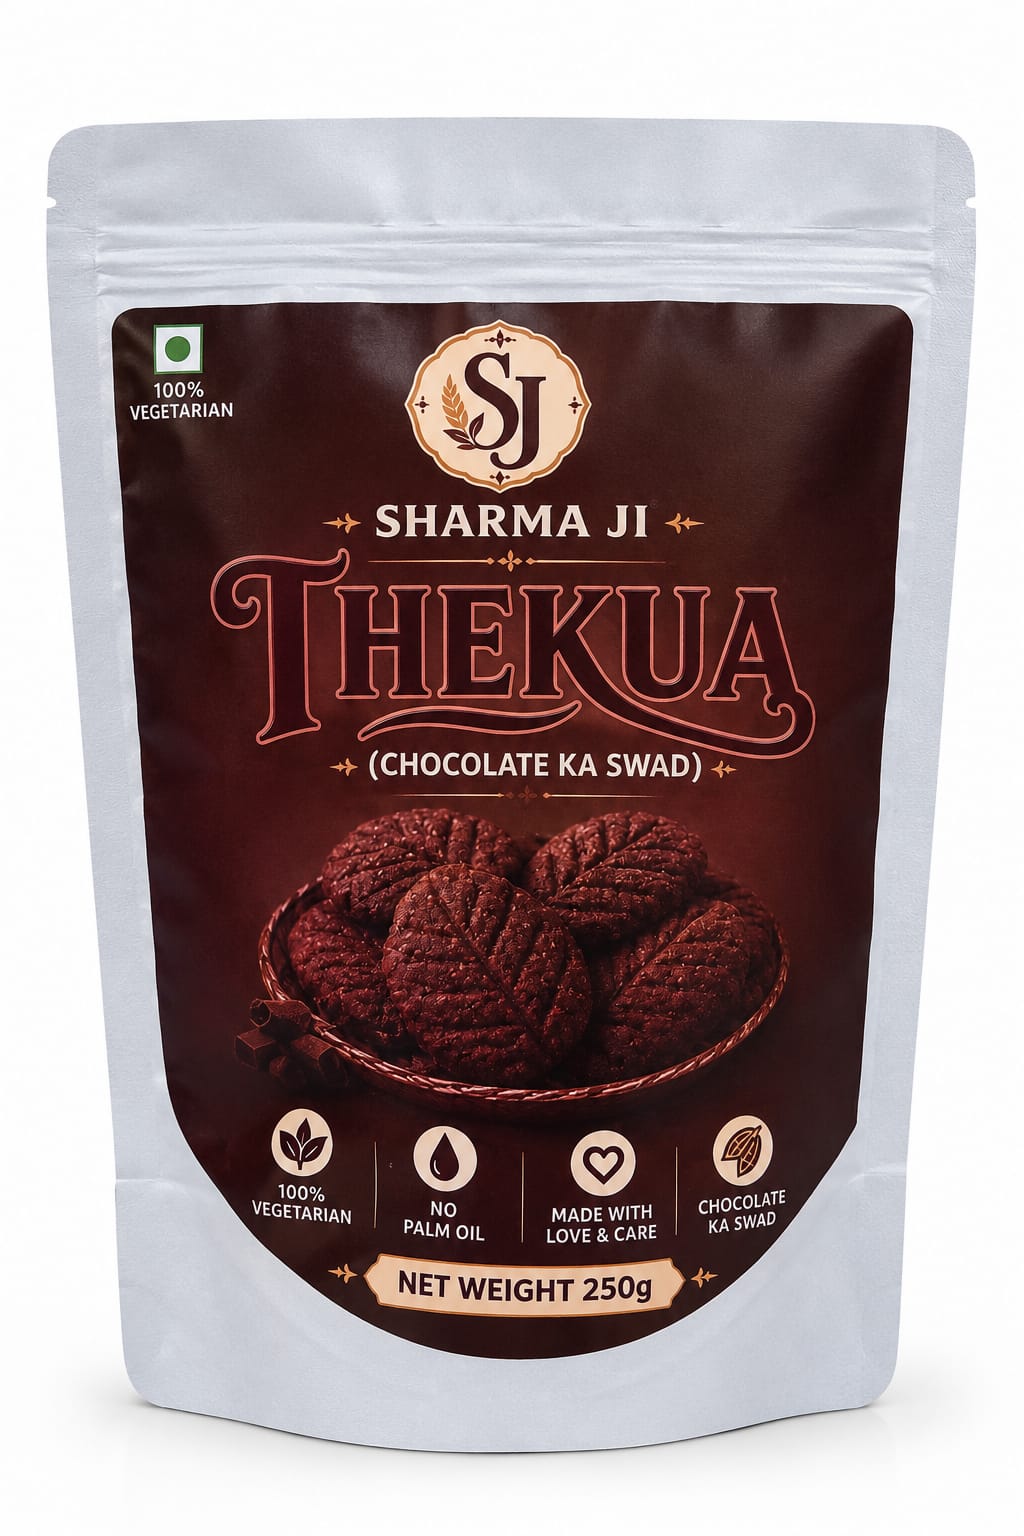 100%
VEGETARIAN
SJ
SHARMA JI
THEKUA
(CHOCOLATE KA SWAD)
100%
VEGETARIAN
NO
PALM OIL
MADE WITH
LOVE & CARE
CHOCOLATE
KA SWAD
NET WEIGHT 250g